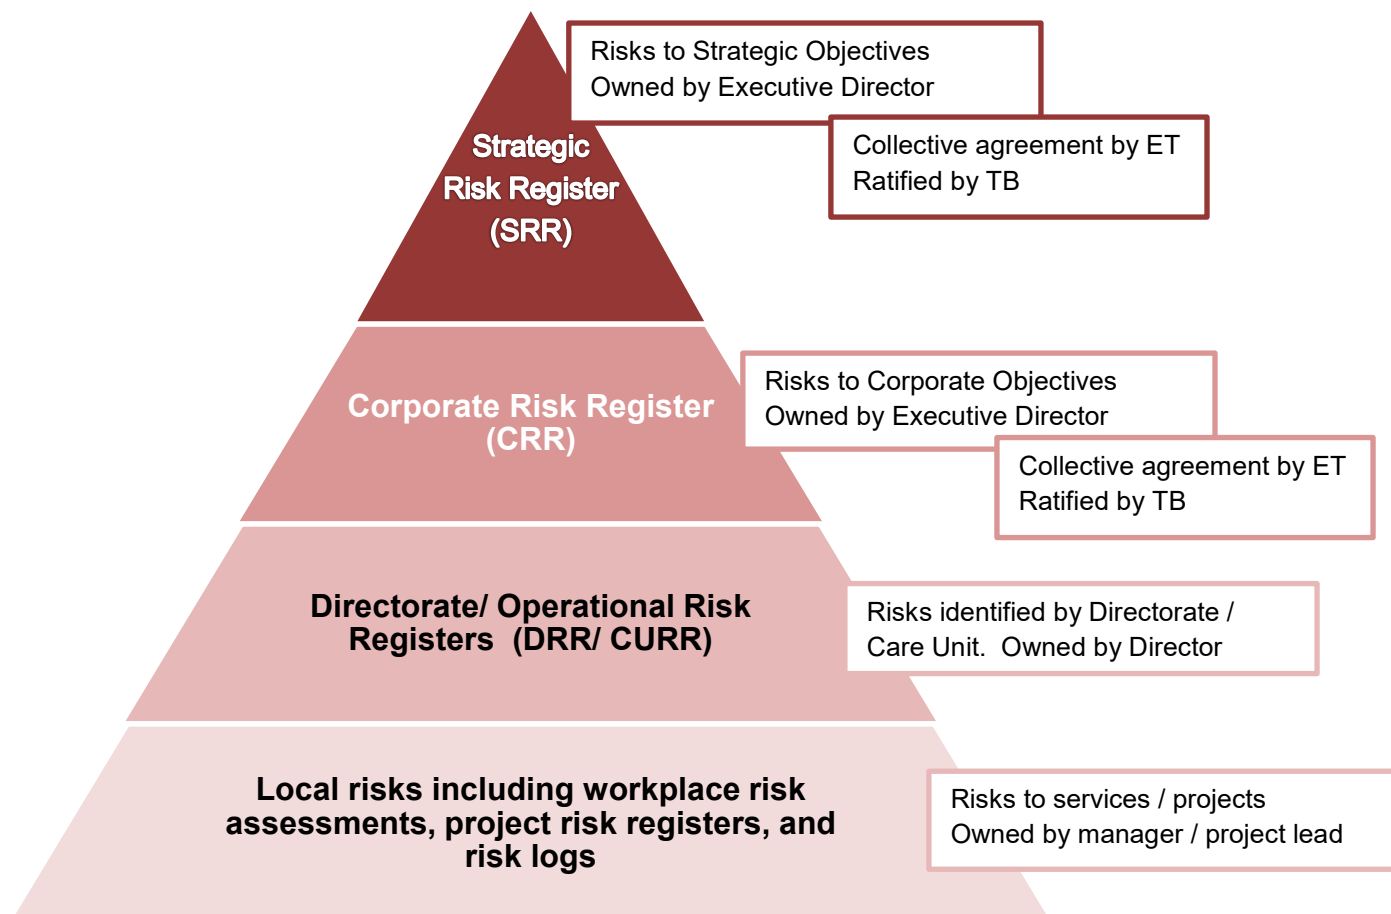 Risks to Strategic Objectives
Owned by Executive Director
Collective agreement by ET
Ratified by TB
Strategic
Risk Register
(SRR)
Risks to Corporate Objectives
Owned by Executive Director
Collective agreement by ET
Ratified by TB
Corporate Risk Register
(CRR)
Directorate/ Operational Risk
Registers  (DRR/ CURR)
Risks identified by Directorate /
Care Unit.  Owned by Director
Local risks including workplace risk
assessments, project risk registers, and
risk logs
Risks to services / projects
Owned by manager / project lead